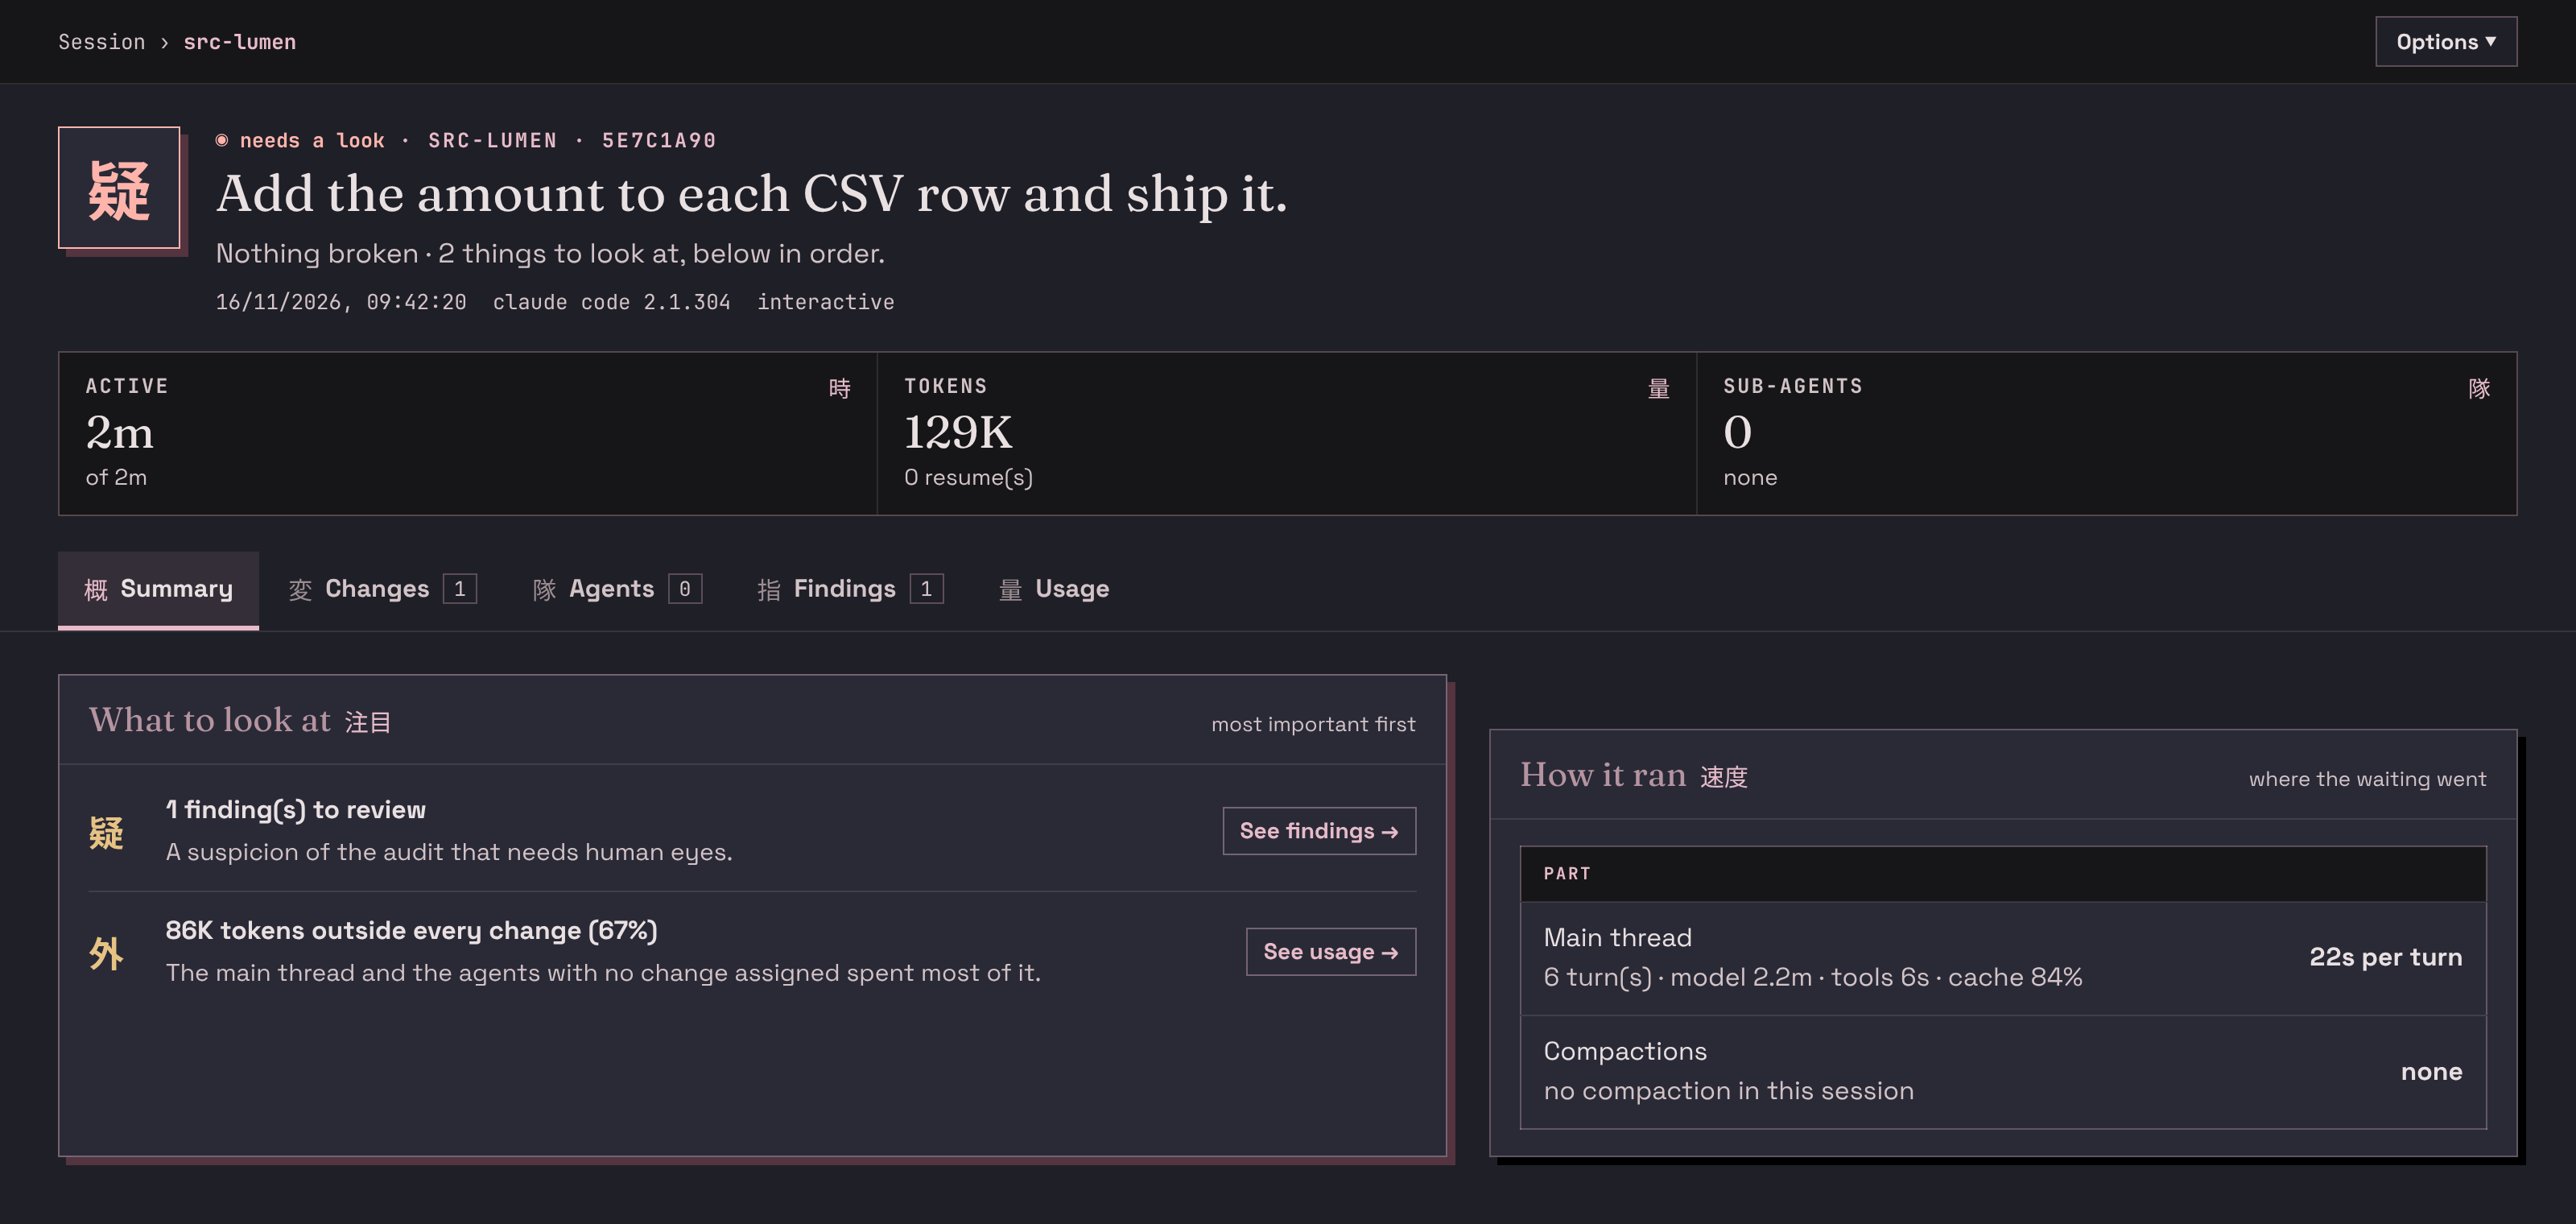 Session › src-lumen
Options ▼
疑
◉ needs a look · SRC-LUMEN · 5E7C1A90
Add the amount to each CSV row and ship it.
Nothing broken · 2 things to look at, below in order.
16/11/2026, 09:42:20 claude code 2.1.304 interactive
ACTIVE 時
2m
of 2m
TOKENS 量
129K
0 resume(s)
SUB-AGENTS 隊
0
none
概 Summary 変 Changes 1 隊 Agents 0 指 Findings 1 量 Usage
What to look at 注目 most important first
疑
1 finding(s) to review
A suspicion of the audit that needs human eyes.
See findings →
外
86K tokens outside every change (67%)
The main thread and the agents with no change assigned spent most of it.
See usage →
How it ran 速度 where the waiting went
PART
Main thread
6 turn(s) · model 2.2m · tools 6s · cache 84%
22s per turn
Compactions
no compaction in this session
none